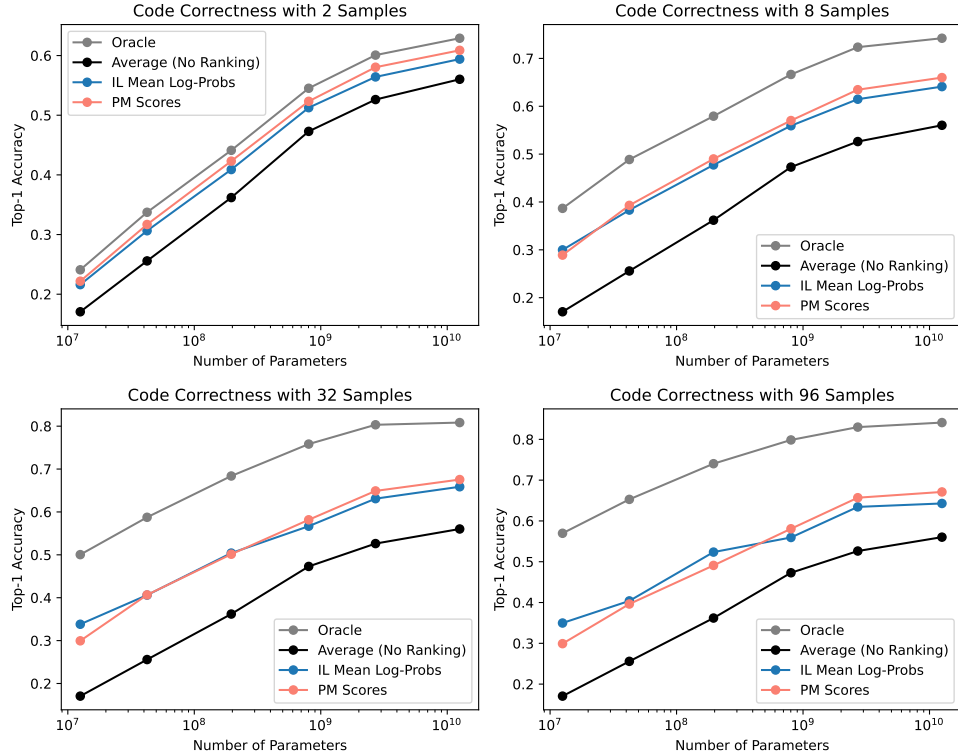 Code Correctness with 2 Samples
Top-1 Accuracy
0.6
0.5
0.4
0.3
0.2
Oracle
Average (No Ranking)
IL Mean Log-Probs
PM Scores
10^7
10^8
10^9
10^10
Number of Parameters
Code Correctness with 8 Samples
Top-1 Accuracy
0.7
0.6
0.5
0.4
0.3
0.2
Oracle
Average (No Ranking)
IL Mean Log-Probs
PM Scores
10^7
10^8
10^9
10^10
Number of Parameters
Code Correctness with 32 Samples
Top-1 Accuracy
0.8
0.7
0.6
0.5
0.4
0.3
0.2
Oracle
Average (No Ranking)
IL Mean Log-Probs
PM Scores
10^7
10^8
10^9
10^10
Number of Parameters
Code Correctness with 96 Samples
Top-1 Accuracy
0.8
0.7
0.6
0.5
0.4
0.3
0.2
Oracle
Average (No Ranking)
IL Mean Log-Probs
PM Scores
10^7
10^8
10^9
10^10
Number of Parameters